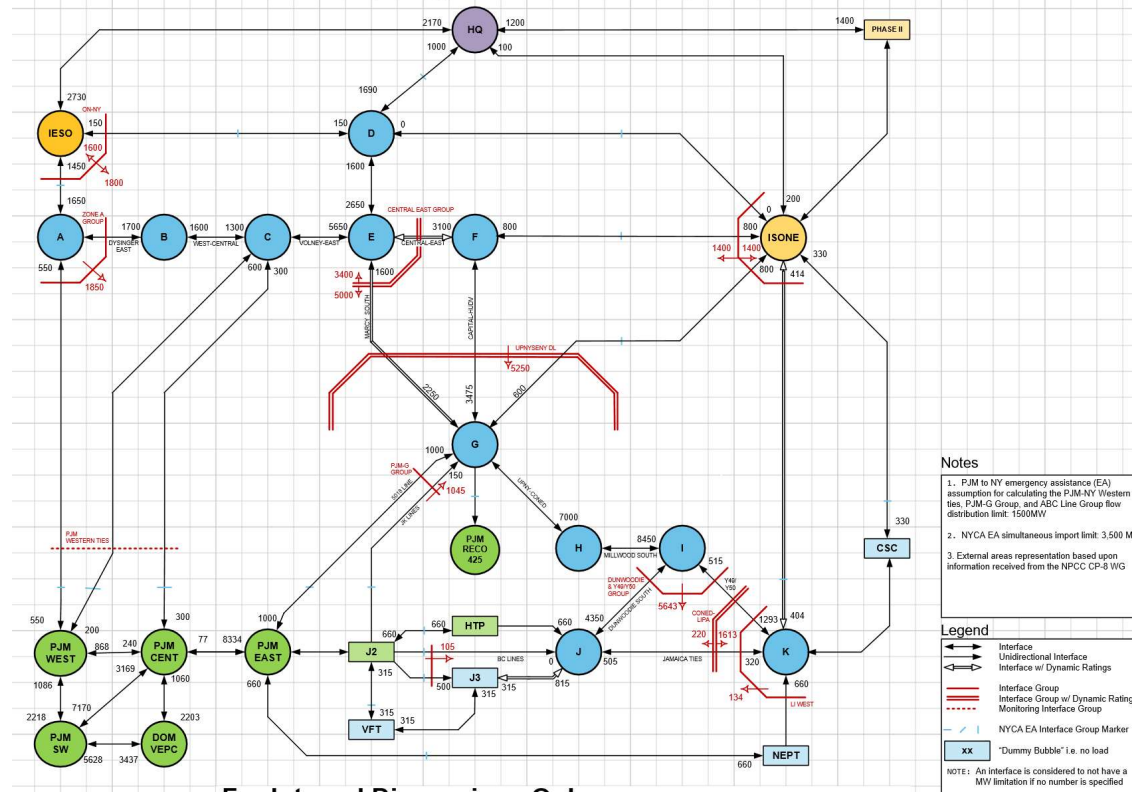 2170
HQ
1200
1400
PHASE II
1000
100
1690
2730
ON-NY
IESO
150
150
D
0
1600
1450
1800
1600
1650
2650
200
0
ZONE A
GROUP
CENTRAL EAST GROUP
A
1700
B
1600
1300
C
5650
E
3100
F
800
800
ISONE
DYSINGER
EAST
WEST-CENTRAL
VOLNEY-EAST
CENTRAL-EAST
1400
1400
330
550
1850
600
300
1600
3400
5000
800
414
MARCY SOUTH
CAPITAL-HUDV
UPNYSENY DL
5250
2250
3475
600
G
1000
150
PJM-G
GROUP
1045
5018 LINE
JK LINES
UPNY-CONED
PJM
RECO
425
7000
H
8450
I
MILLWOOD SOUTH
515
330
CSC
PJM
WESTERN TIES
DUNWOODIE
& Y49/Y50
GROUP
Y49/
Y50
5643
DUNWOODIE SOUTH
CONED-
LIPA
220
1613
1293
404
550
200
300
1000
PJM
WEST
868
240
PJM
CENT
77
8334
PJM
EAST
660
J2
660
HTP
660
4350
J
505
JAMAICA TIES
320
K
105
BC LINES
0
1086
3169
1060
660
315
500
J3
315
815
315
660
134
LI WEST
2218
7170
2203
315
VFT
315
PJM
SW
5628
3437
DOM
VEPC
660
NEPT
Notes
1. PJM to NY emergency assistance (EA)
assumption for calculating the PJM-NY Western
ties, PJM-G Group, and ABC Line Group flow
distribution limit: 1500MW
2. NYCA EA simultaneous import limit: 3,500 M
3. External areas representation based upon
information received from the NPCC CP-8 WG
Legend
Interface
Unidirectional Interface
Interface w/ Dynamic Ratings
Interface Group
Interface Group w/ Dynamic Rating
Monitoring Interface Group
NYCA EA Interface Group Marker
XX
"Dummy Bubble" i.e. no load
NOTE: An interface is considered to not have a
MW limitation if no number is specified